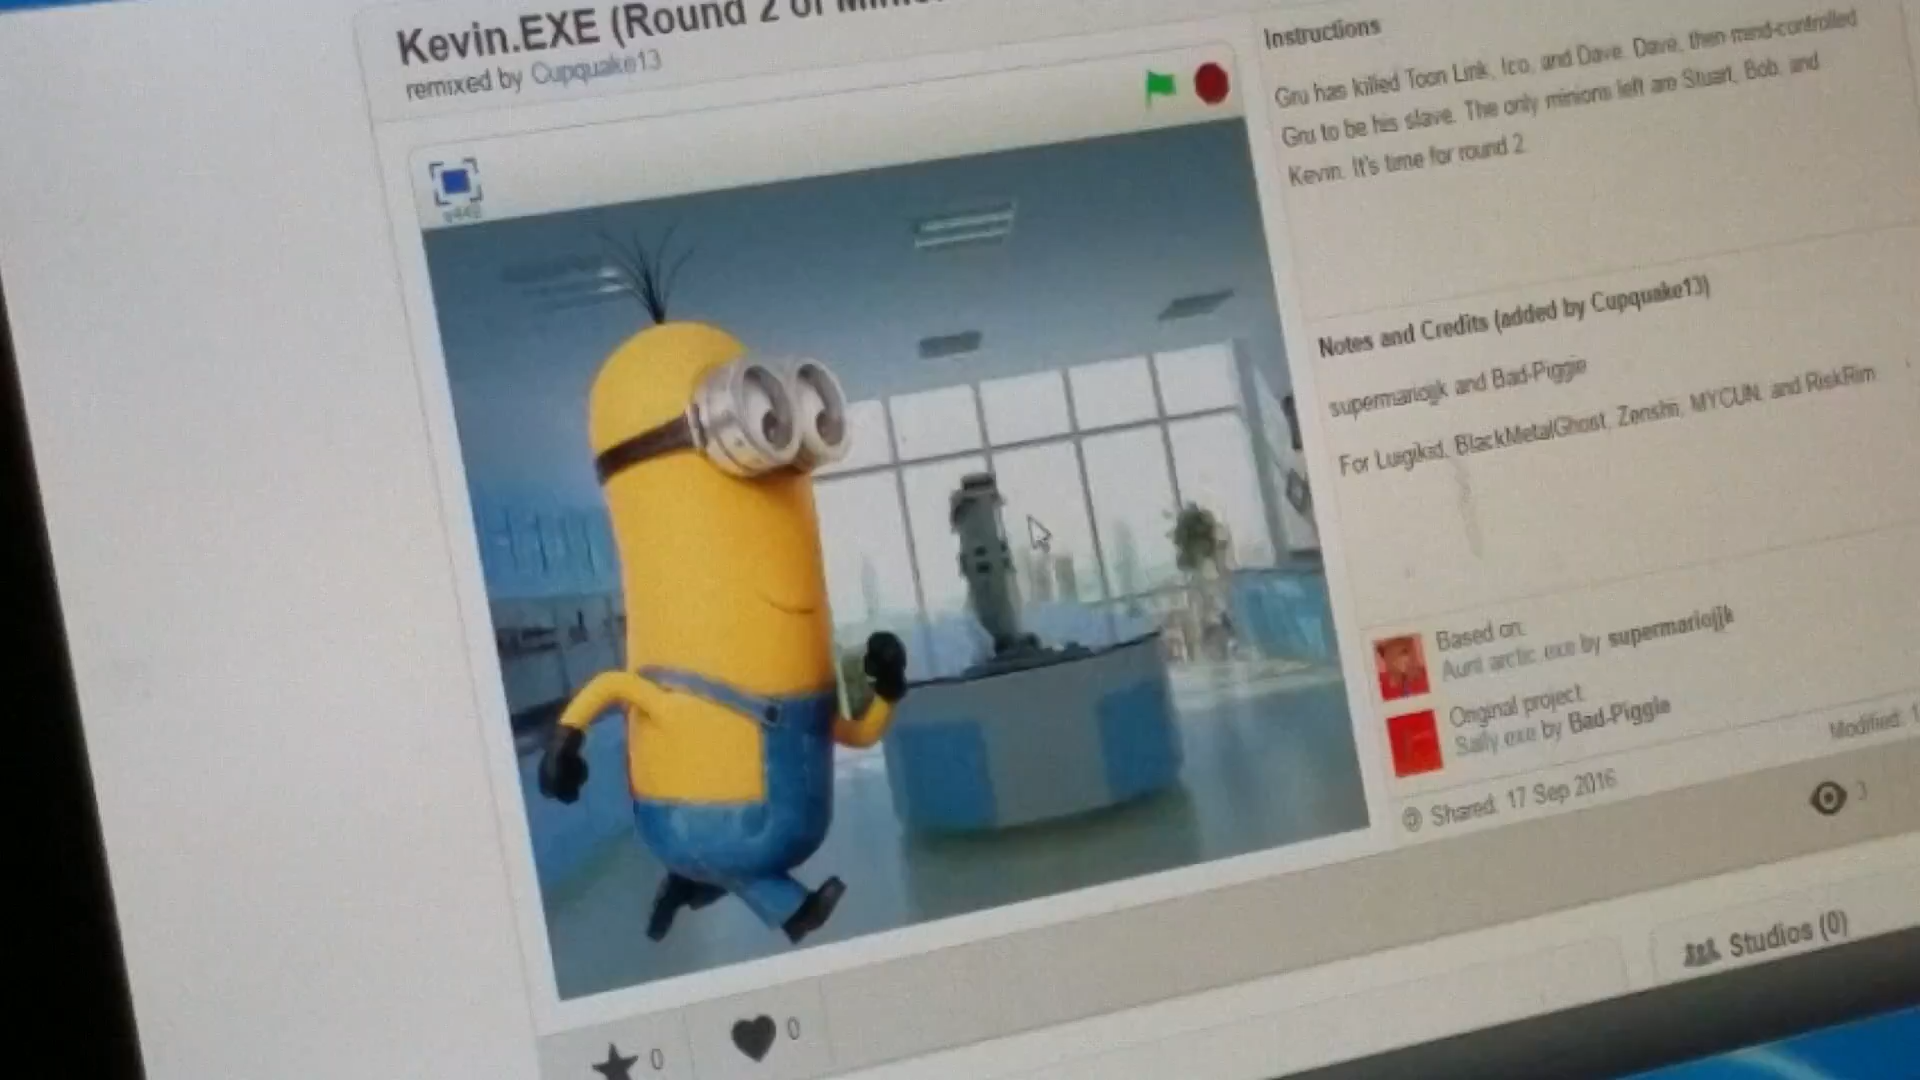 Kevin.EXE (Round 2 of
remixed by Cupquake13
v442
Instructions
Gru has killed Toon Link, Ico, and Dave. Dave, then mind-controlled
Gru to be his slave. The only minions left are Stuart, Bob, and
Kevin. It's time for round 2.
Notes and Credits (added by Cupquake13)
supermariojjk and Bad-Piggie
For Luigikid, BlackMetalGhost, Zenshii, MYCUN, and RiskRim
Based on:
Aunt arctic.exe by supermariojjk
Original project:
Sally.exe by Bad-Piggie
Shared: 17 Sep 2016
Modified: 1
3
Studios (0)
0
0